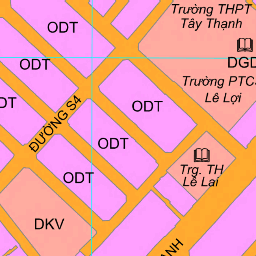 Trường THPT
Tây Thạnh
ODT
ODT
DGD
Trường PTCS
Lê Lợi
ODT
ODT
ĐƯỜNG S4
ODT
Trg. TH
Lê Lai
ODT
DKV
ANH